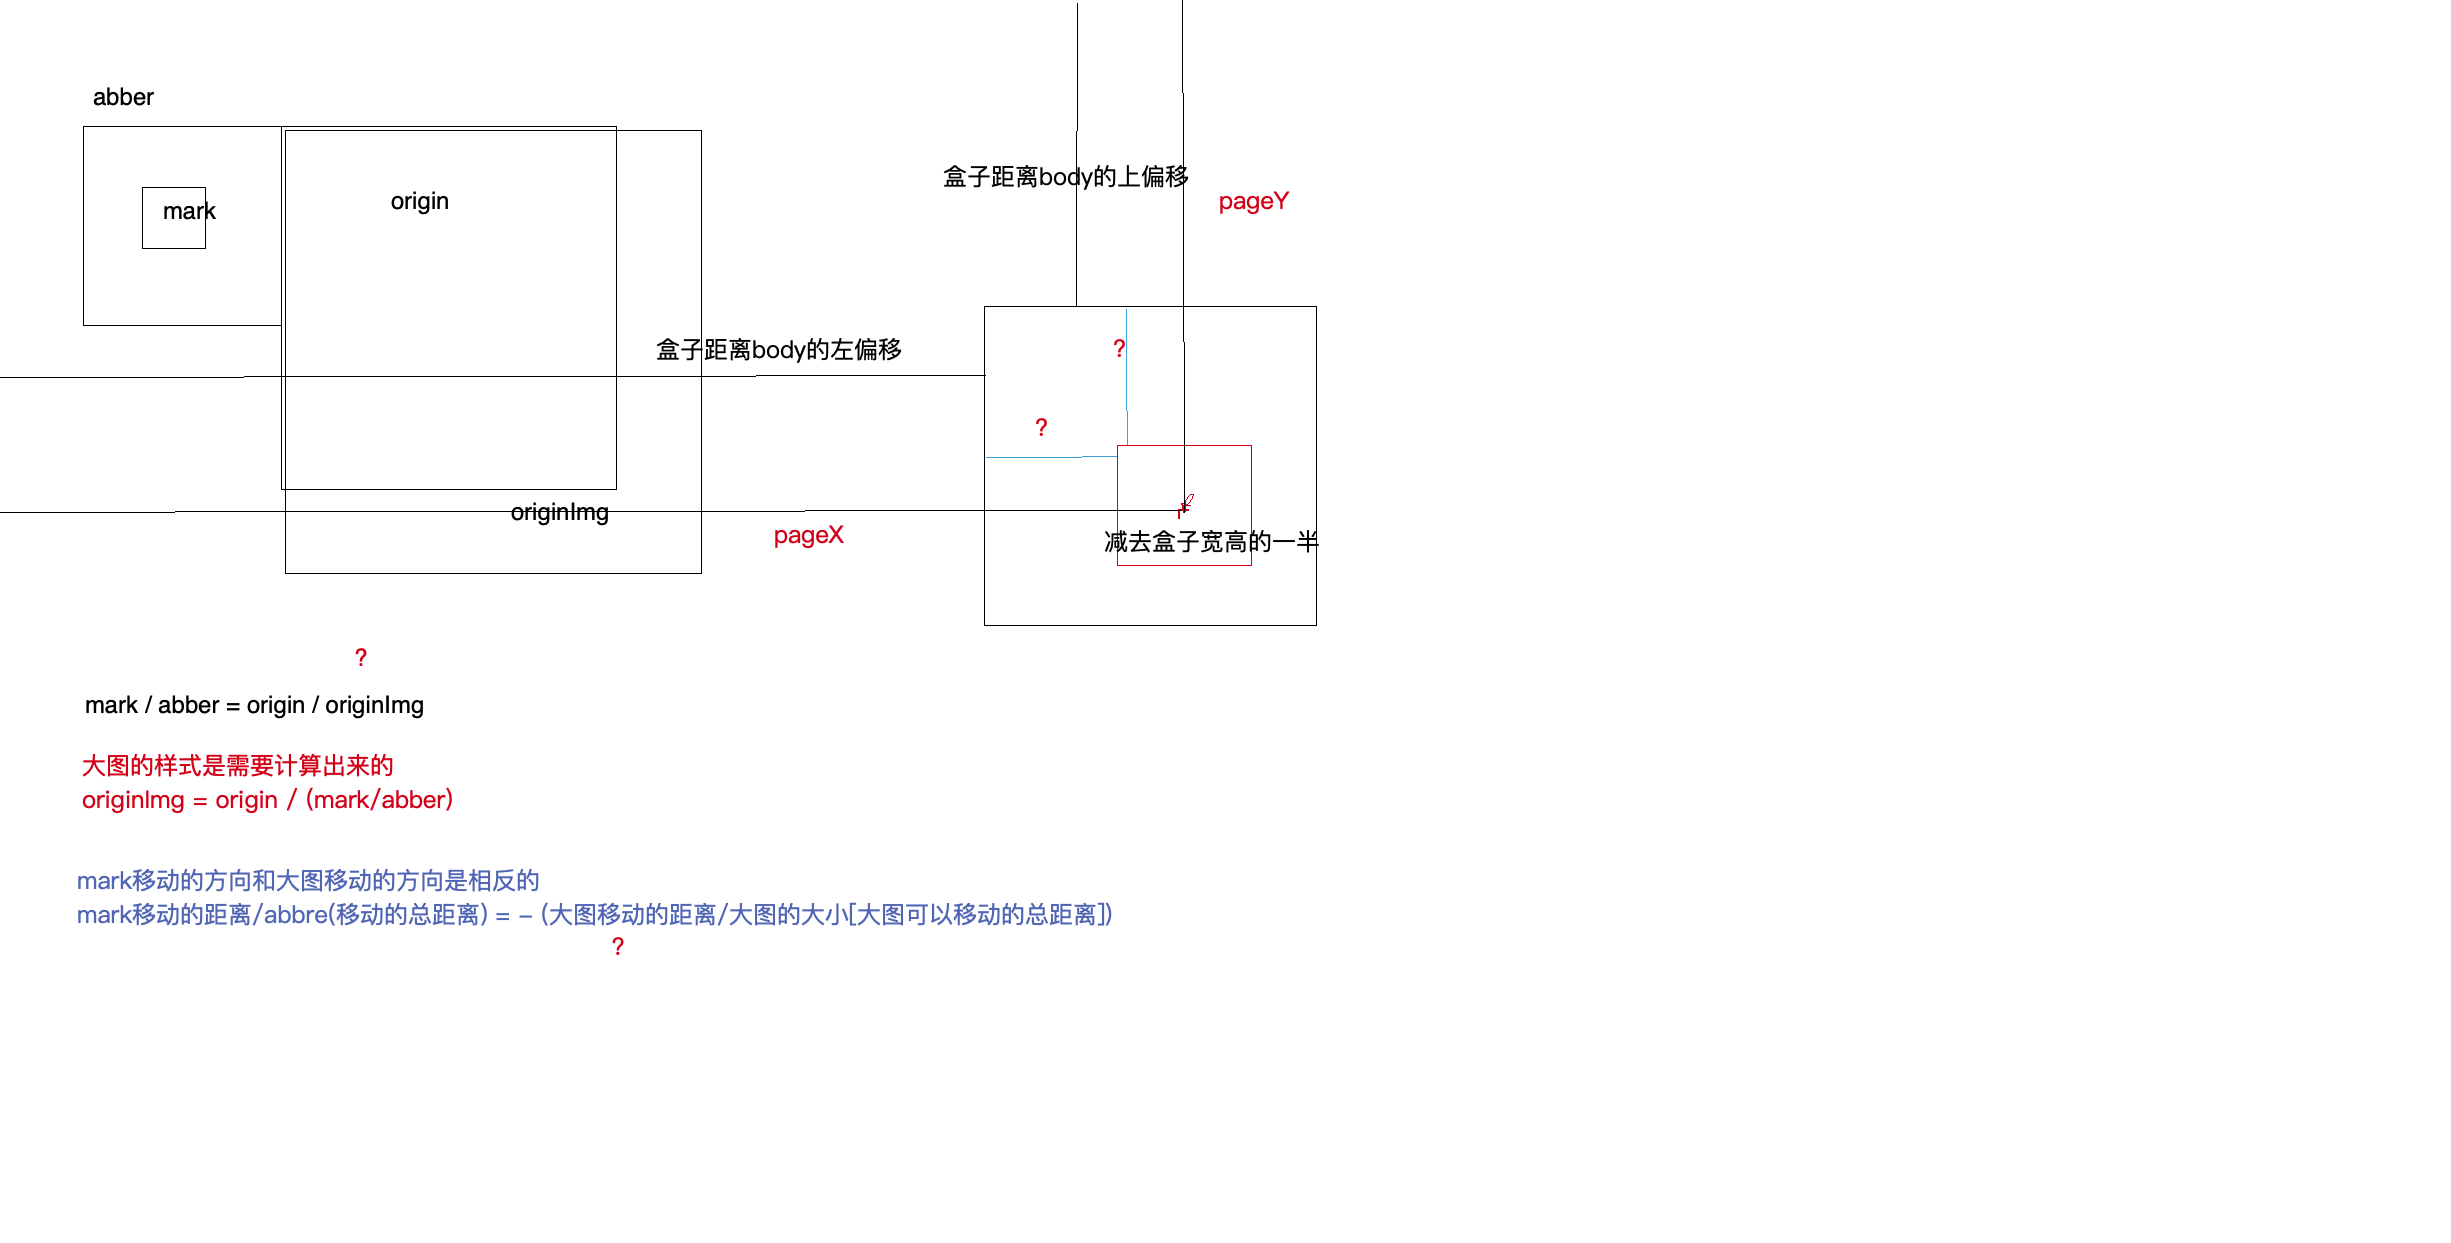 abber
mark
origin
盒子距离body的上偏移
pageY
盒子距离body的左偏移
?
?
originImg
pageX
减去盒子宽高的一半
?
mark / abber = origin / originImg
大图的样式是需要计算出来的
originImg = origin / (mark/abber)
mark移动的方向和大图移动的方向是相反的
mark移动的距离/abbre(移动的总距离) = - (大图移动的距离/大图的大小[大图可以移动的总距离])
?